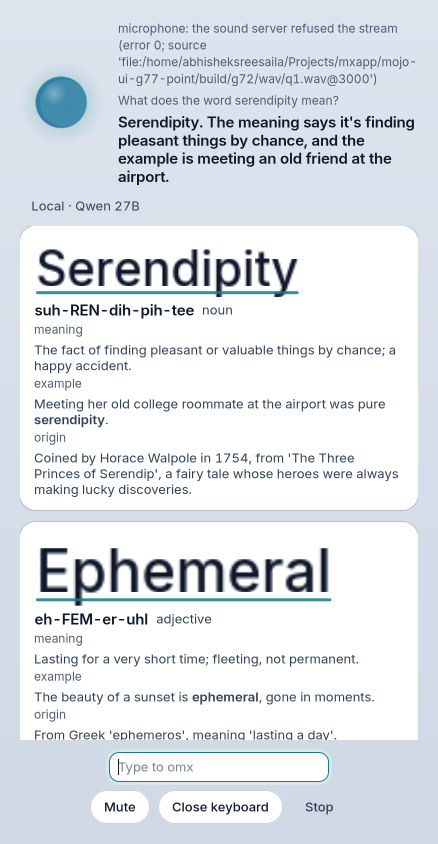 microphone: the sound server refused the stream
(error 0; source
'file:/home/abhisheksreesaila/Projects/mxapp/mojo-
ui-g77-point/build/g72/wav/q1.wav@3000')
What does the word serendipity mean?
Serendipity. The meaning says it's finding
pleasant things by chance, and the
example is meeting an old friend at the
airport.
Local · Qwen 27B
Serendipity
suh-REN-dih-pih-tee noun
meaning
The fact of finding pleasant or valuable things by chance; a
happy accident.
example
Meeting her old college roommate at the airport was pure
serendipity.
origin
Coined by Horace Walpole in 1754, from 'The Three
Princes of Serendip', a fairy tale whose heroes were always
making lucky discoveries.
Ephemeral
eh-FEM-er-uhl adjective
meaning
Lasting for a very short time; fleeting, not permanent.
example
The beauty of a sunset is ephemeral, gone in moments.
origin
From Greek 'ephemeros', meaning 'lasting a day'.
Type to omx
Mute Close keyboard Stop